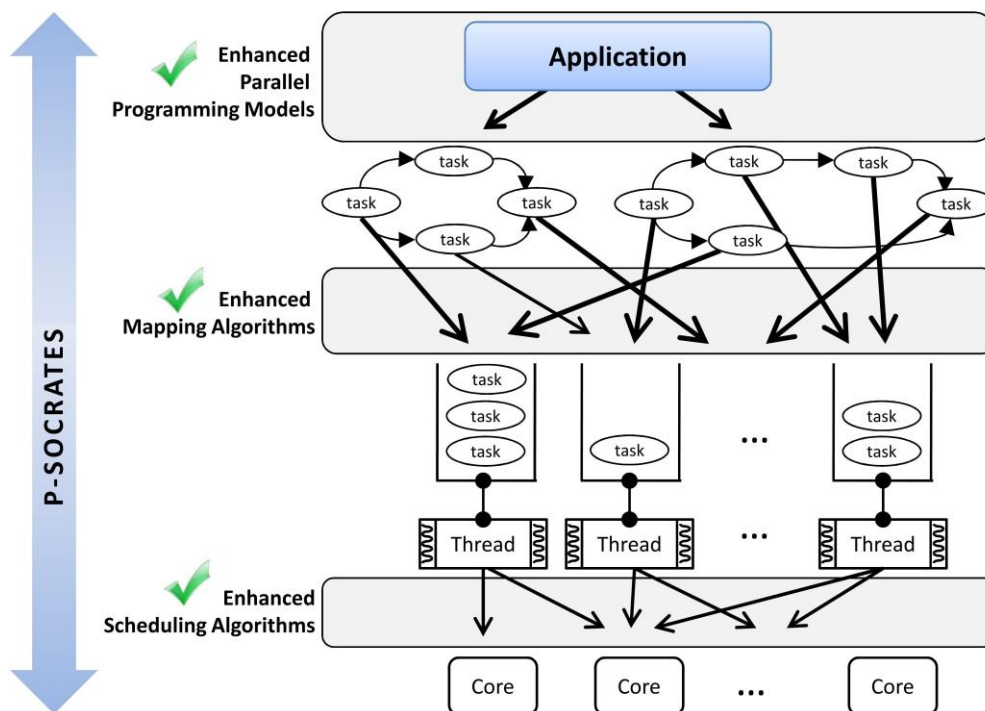 P-SOCRATES
Enhanced
Parallel
Programming Models
Application
task
task
task
task
task
task
task
task
task
Enhanced
Mapping Algorithms
task
task
task
task
task
task
...
Thread
Thread
...
Thread
Enhanced
Scheduling Algorithms
Core
Core
...
Core